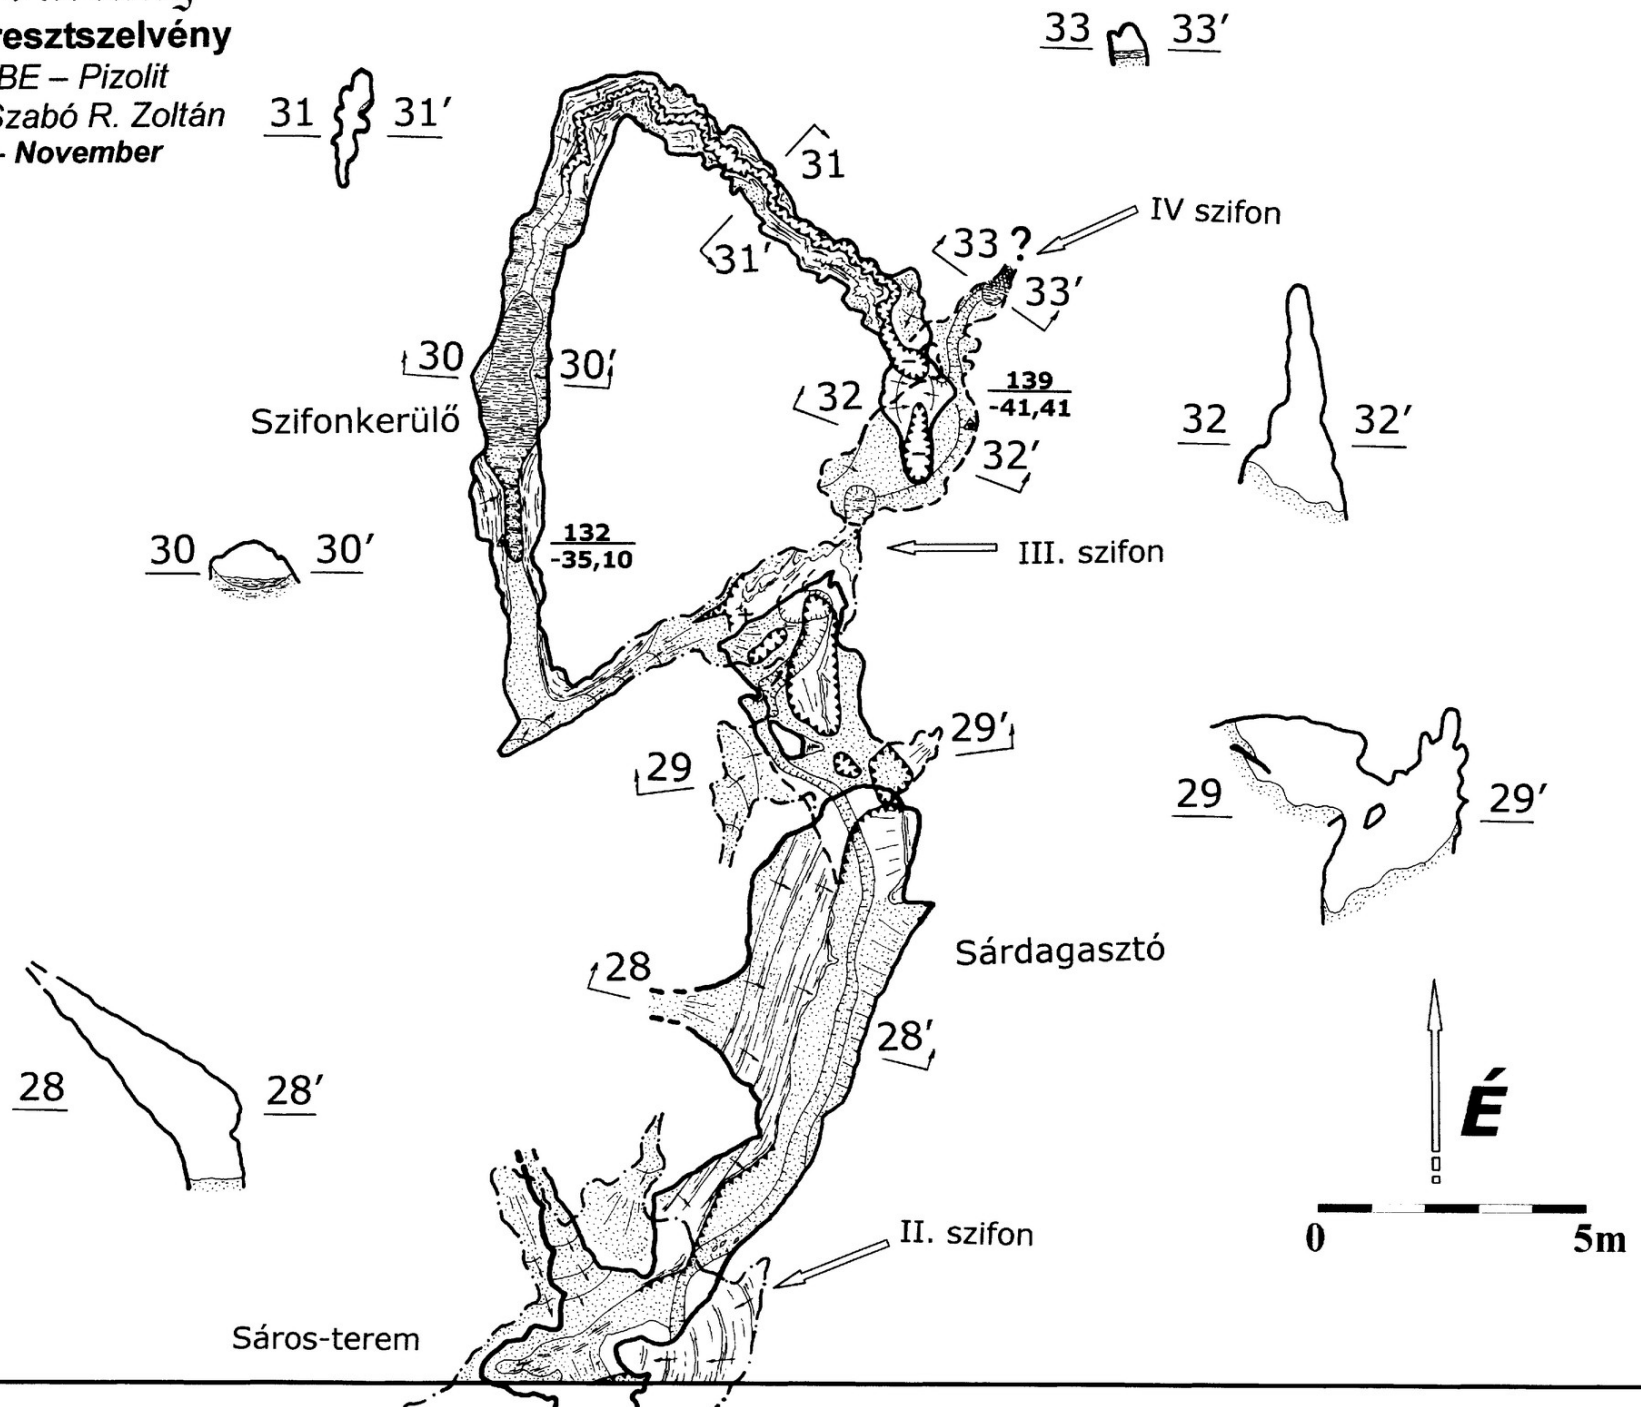 resztszelvény
BE – Pizolit
Szabó R. Zoltán
- November
31 31'
33 33'
31
31'
IV szifon
33 ?
33'
30
30'
Szifonkerülő
32
139
-41,41
32'
32 32'
132
-35,10
III. szifon
30 30'
29
29'
29 29'
28
Sárdagasztó
28'
28 28'
É
0 5m
II. szifon
Sáros-terem